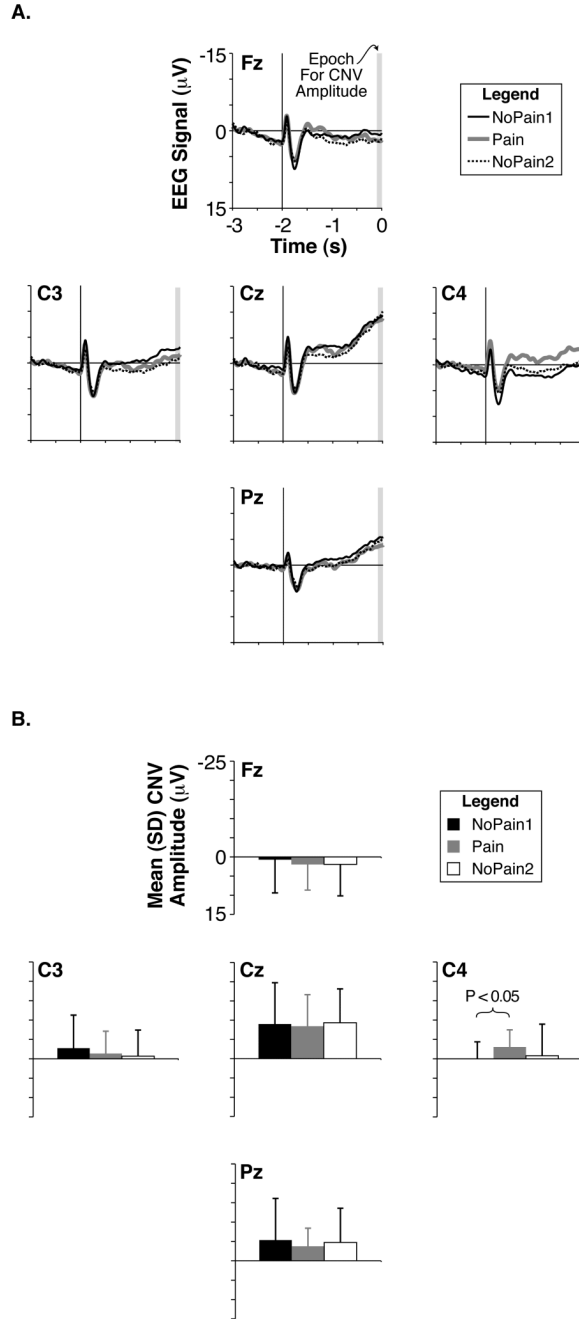 A.
-15
Fz
Epoch
For CNV
Amplitude
EEG Signal (µV)
0
15
-3
-2
-1
0
Time (s)
Legend
NoPain1
Pain
NoPain2
C3
Cz
C4
Pz
B.
-25
Fz
Mean (SD) CNV
Amplitude (µV)
0
15
Legend
NoPain1
Pain
NoPain2
C3
Cz
C4
P < 0.05
Pz